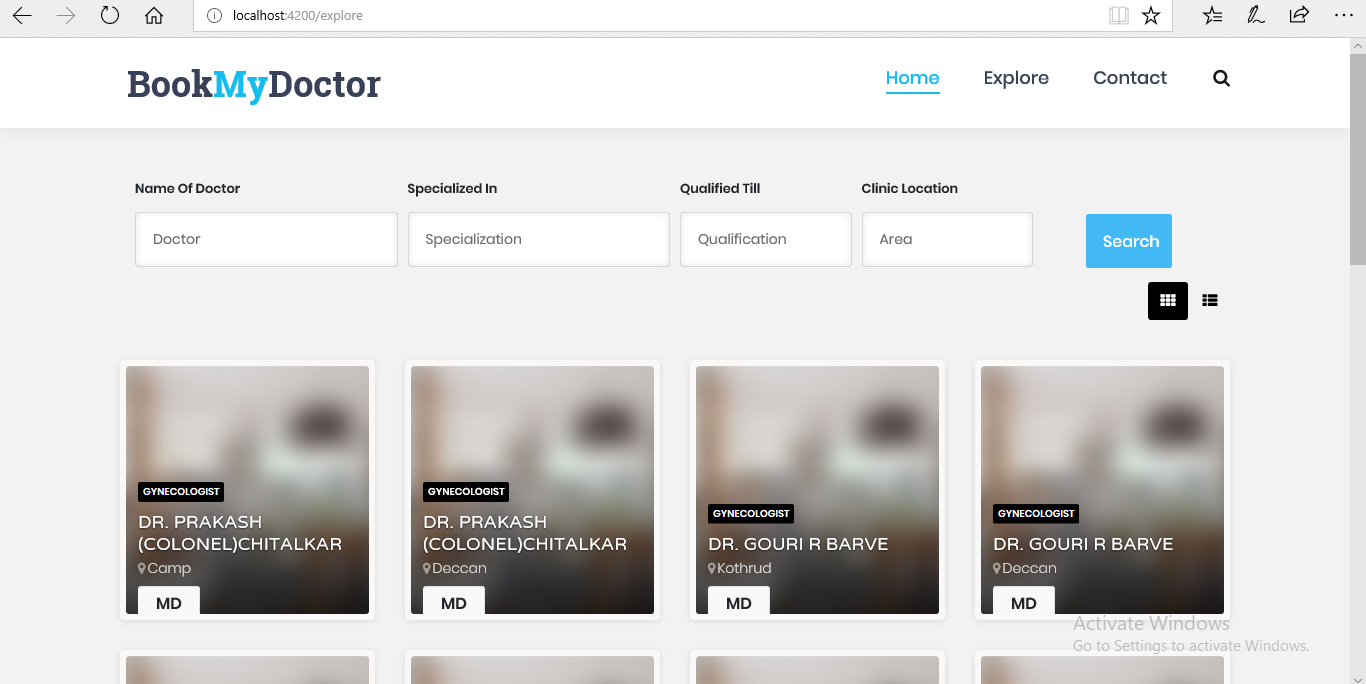 localhost:4200/explore
BookMyDoctor
Home Explore Contact
Name Of Doctor Specialized In Qualified Till Clinic Location
Doctor Specialization Qualification Area Search
GYNECOLOGIST
DR. PRAKASH
(COLONEL)CHITALKAR
Camp
MD
GYNECOLOGIST
DR. PRAKASH
(COLONEL)CHITALKAR
Deccan
MD
GYNECOLOGIST
DR. GOURI R BARVE
Kothrud
MD
GYNECOLOGIST
DR. GOURI R BARVE
Deccan
MD
Activate Windows
Go to Settings to activate Windows.